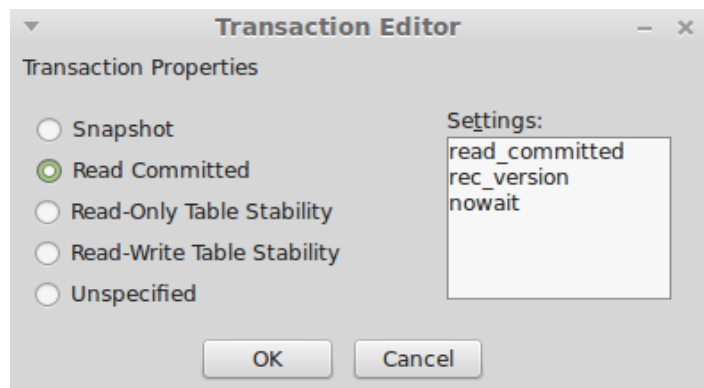 Transaction Editor
Transaction Properties
Snapshot
Read Committed
Read-Only Table Stability
Read-Write Table Stability
Unspecified
Settings:
read_committed
rec_version
nowait
OK
Cancel